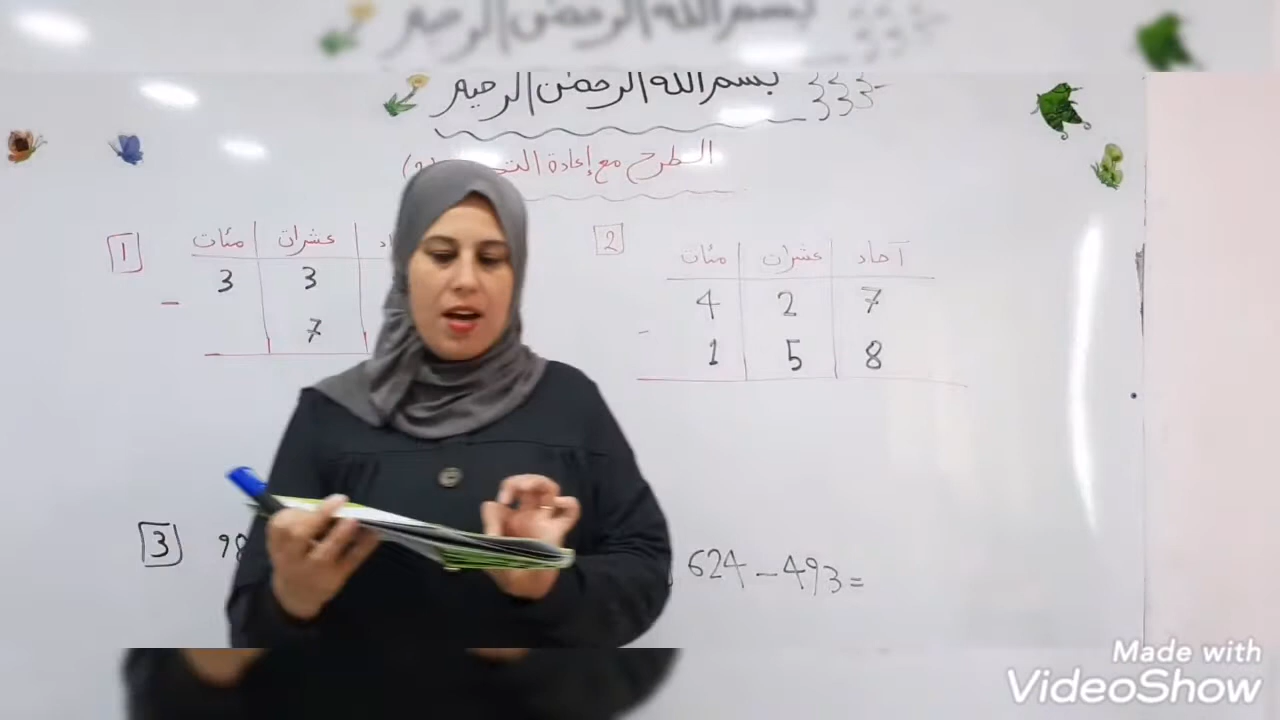 بسم الله الرحمن الرحيم
الطرح مع إعادة
1
مئات عشرات
3 3
-
7
2
مئات عشرات آحاد
4 2 7
-
1 5 8
3
98
624 - 493 =
Made with
VideoShow